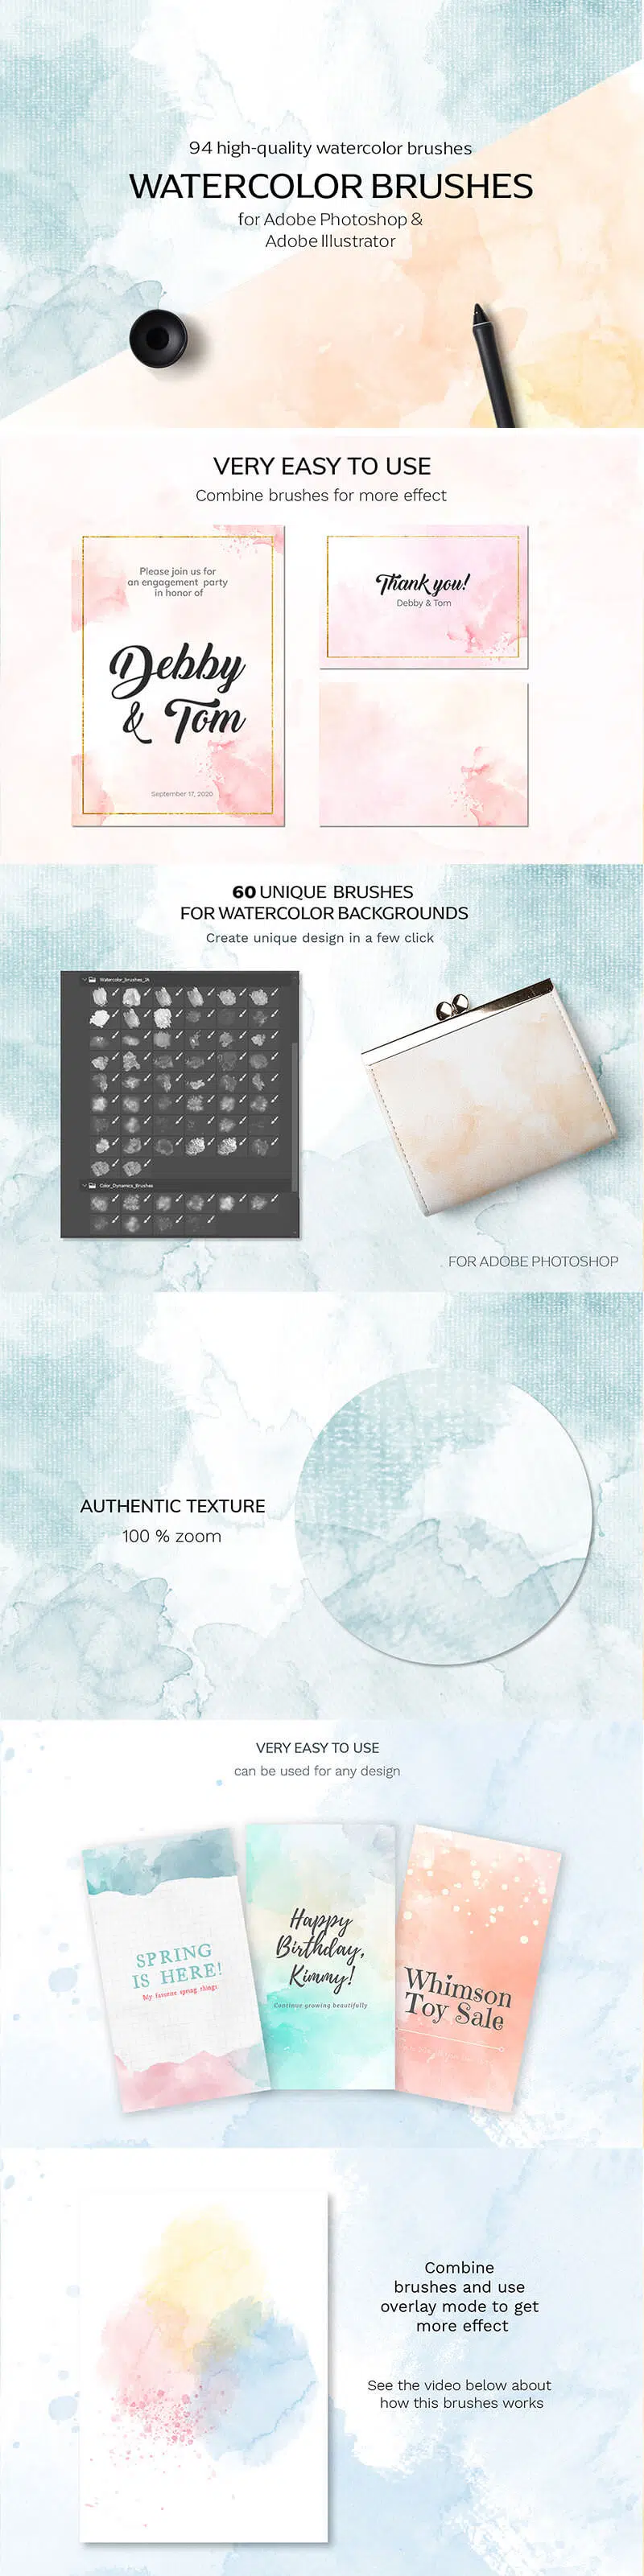 94 high-quality watercolor brushes
WATERCOLOR BRUSHES
for Adobe Photoshop &
Adobe Illustrator
VERY EASY TO USE
Combine brushes for more effect
Please join us for
an engagement party
in honor of
Debby
& Tom
September 17, 2020
Thank you!
Debby & Tom
60 UNIQUE BRUSHES
FOR WATERCOLOR BACKGROUNDS
Create unique design in a few click
Watercolor_Brushes_JA
Color_Dynamics_Brushes
FOR ADOBE PHOTOSHOP
AUTHENTIC TEXTURE
100 % zoom
VERY EASY TO USE
can be used for any design
SPRING
IS HERE!
My favorite spring things
Happy
Birthday,
Kimmy!
Continue growing beautifully
Whimson
Toy Sale
Combine
brushes and use
overlay mode to get
more effect
See the video below about
how this brushes works